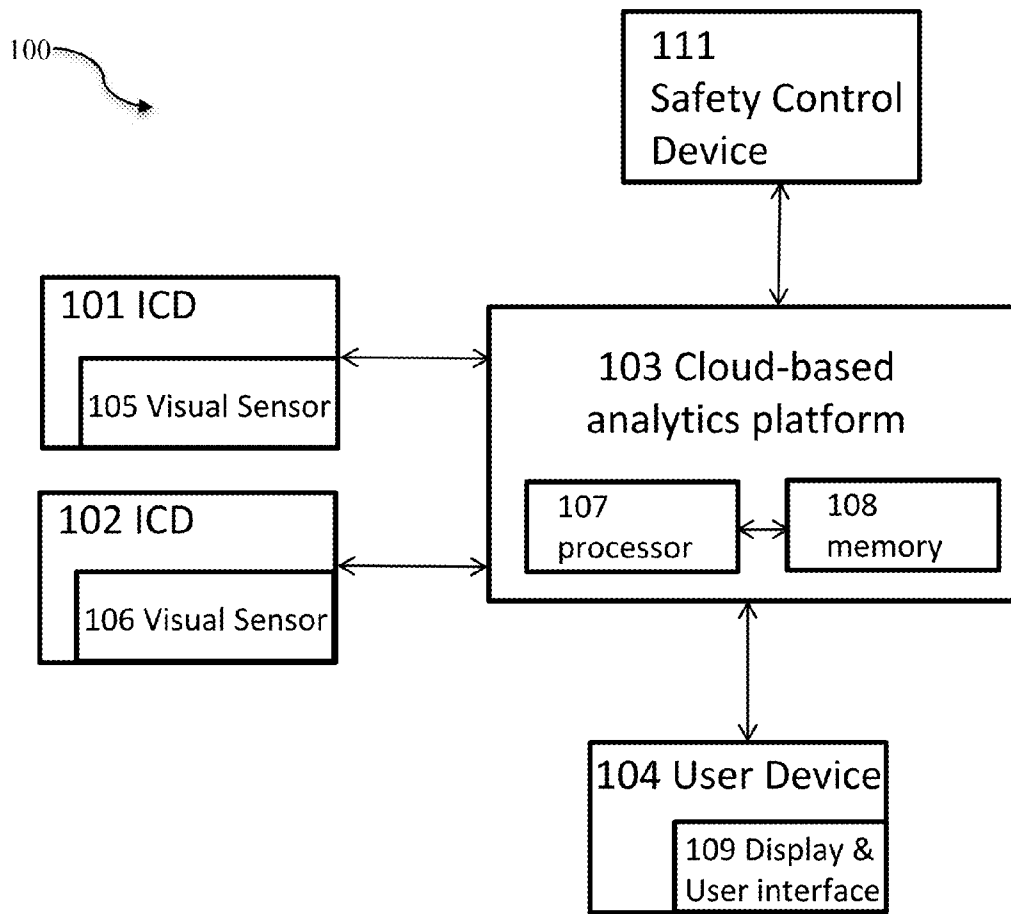 100
111
Safety Control
Device
101 ICD
105 Visual Sensor
103 Cloud-based
analytics platform
107
processor
108
memory
102 ICD
106 Visual Sensor
104 User Device
109 Display &
User interface